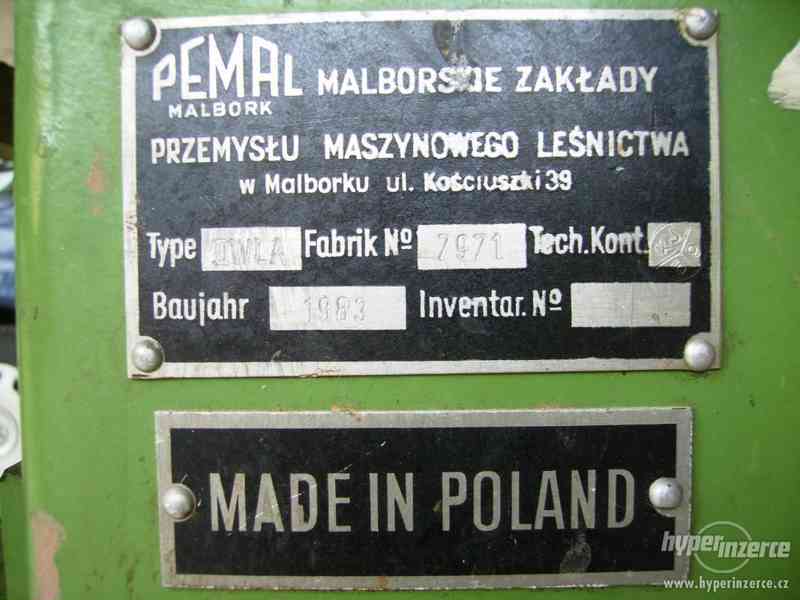 PEMAL MALBORSKIE ZAKŁADY
MALBORK
PRZEMYSŁU MASZYNOWEGO LEŚNICTWA
w Malborku ul. Kościuszki 39
Type DWLA Fabrik Nº 7971 Tech. Kont.
Baujahr 1983 Inventar. Nº
MADE IN POLAND
hyperinzerce
www.hyperinzerce.cz